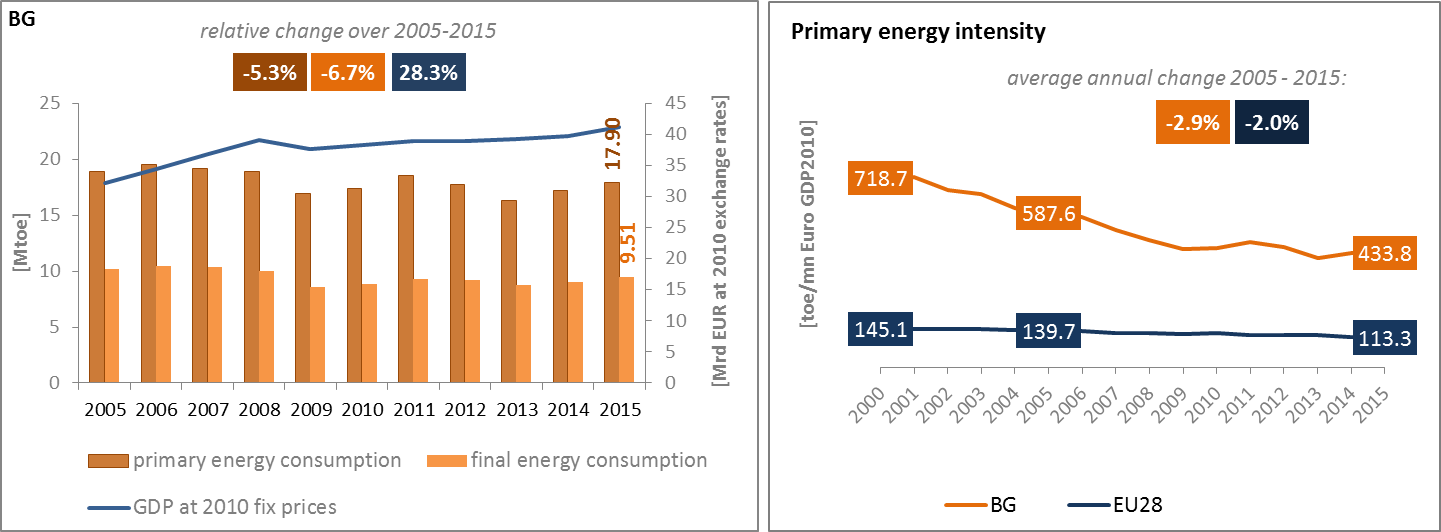 BG
relative change over 2005-2015
-5.3% -6.7% 28.3%
[Mtoe]
25
20
15
10
5
0
17.90
9.51
45
40
35
30
25
20
15
10
5
0
[Mrd EUR at 2010 exchange rates]
2005 2006 2007 2008 2009 2010 2011 2012 2013 2014 2015
primary energy consumption final energy consumption
GDP at 2010 fix prices
Primary energy intensity
average annual change 2005 - 2015:
-2.9% -2.0%
[toe/mn Euro GDP2010]
718.7 587.6 433.8
145.1 139.7 113.3
2000 2001 2002 2003 2004 2005 2006 2007 2008 2009 2010 2011 2012 2013 2014 2015
BG EU28